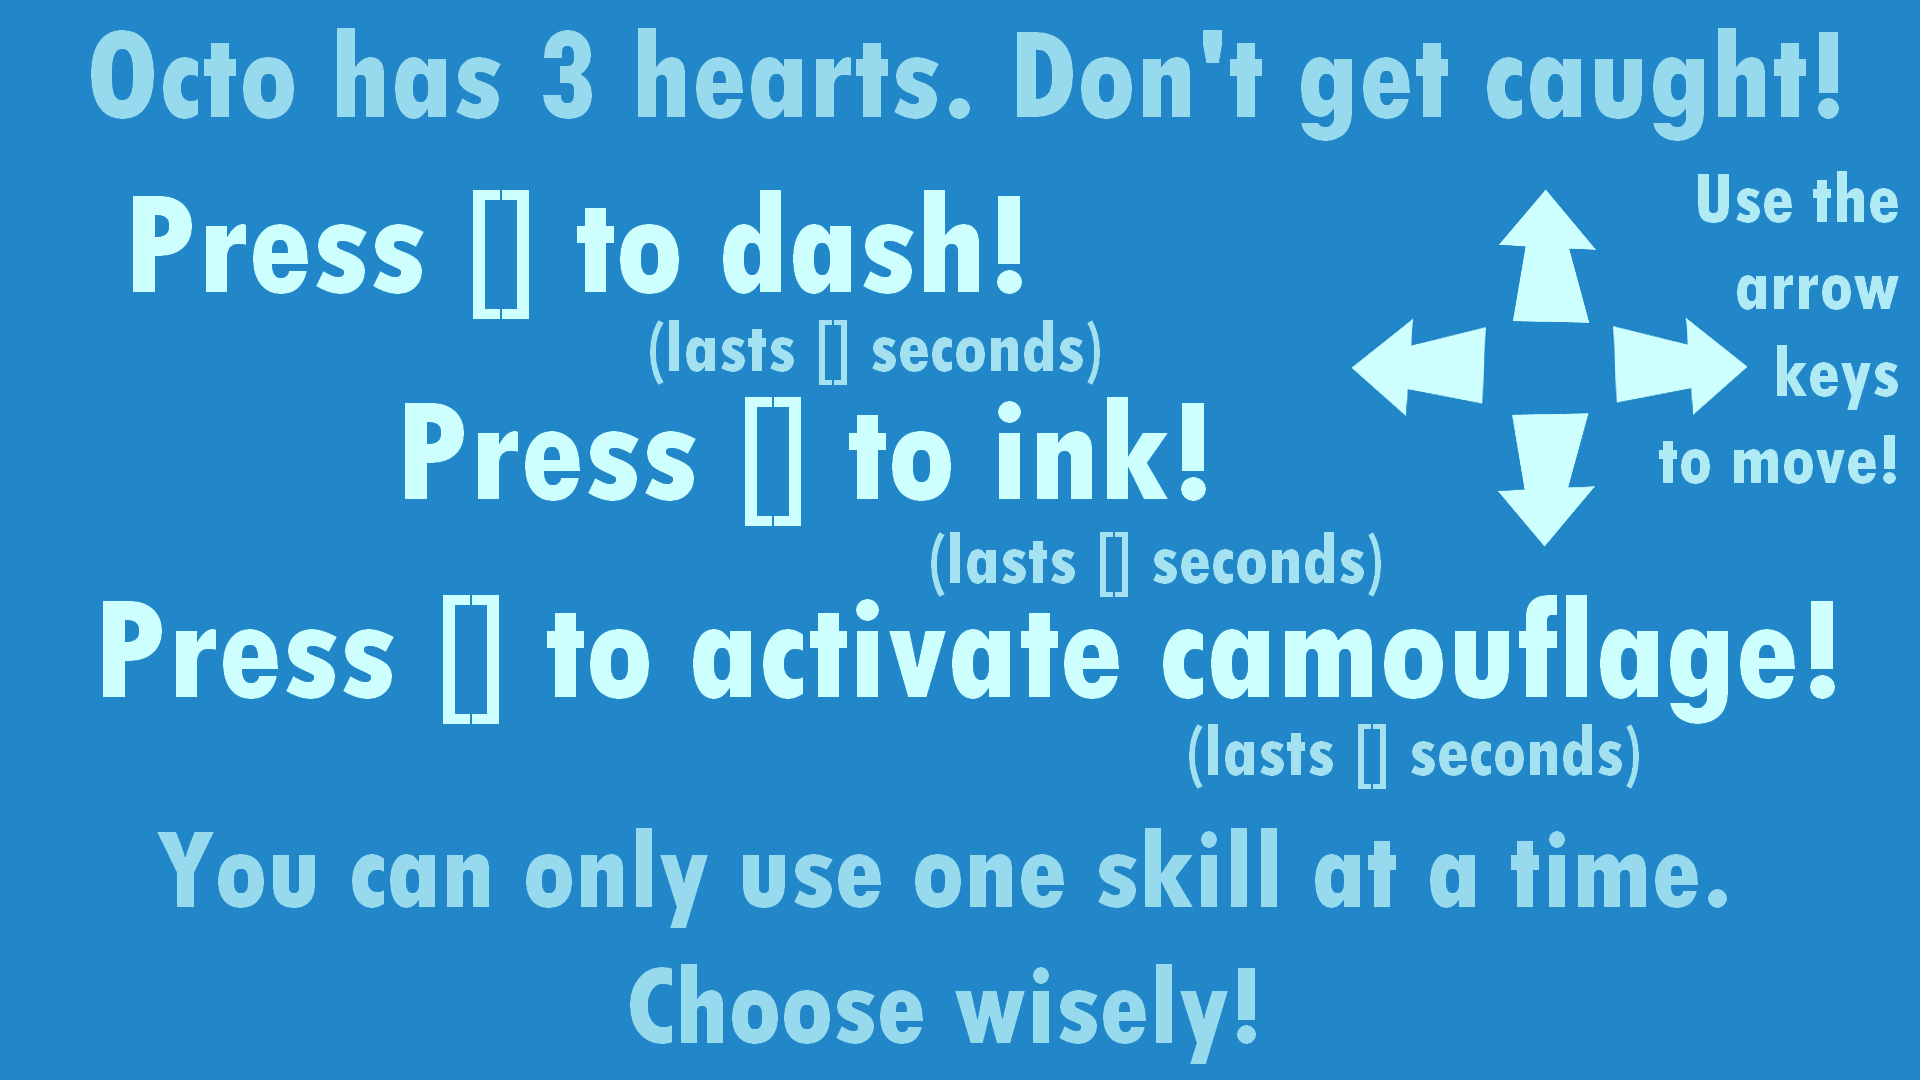 Octo has 3 hearts. Don't get caught!
Press [] to dash!
(lasts [] seconds)
Press [] to ink!
(lasts [] seconds)
Use the
arrow
keys
to move!
Press [] to activate camouflage!
(lasts [] seconds)
You can only use one skill at a time.
Choose wisely!